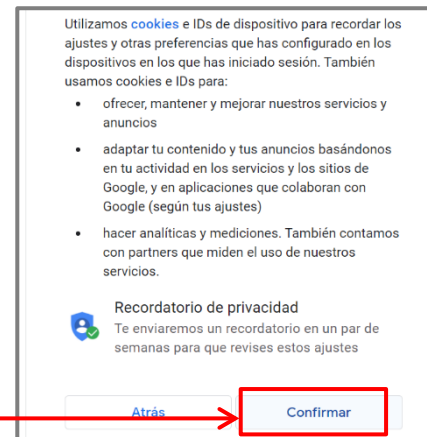 Utilizamos cookies e IDs de dispositivo para recordar los
ajustes y otras preferencias que has configurado en los
dispositivos en los que has iniciado sesión. También
usamos cookies e IDs para:
• ofrecer, mantener y mejorar nuestros servicios y
anuncios
• adaptar tu contenido y tus anuncios basándonos
en tu actividad en los servicios y los sitios de
Google, y en aplicaciones que colaboran con
Google (según tus ajustes)
• hacer analíticas y mediciones. También contamos
con partners que miden el uso de nuestros
servicios.
Recordatorio de privacidad
Te enviaremos un recordatorio en un par de
semanas para que revises estos ajustes
Atrás Confirmar